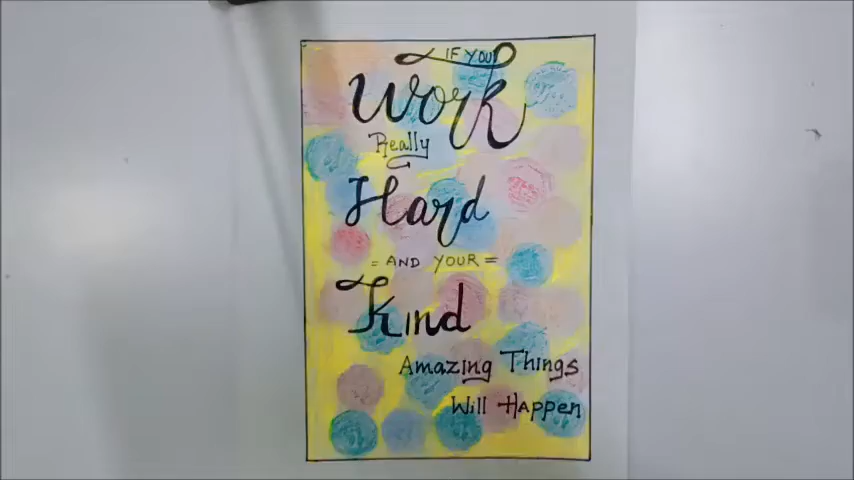 IF YOU
Work
Really
Hard
= AND YOUR =
Kind
Amazing Things
Will Happen